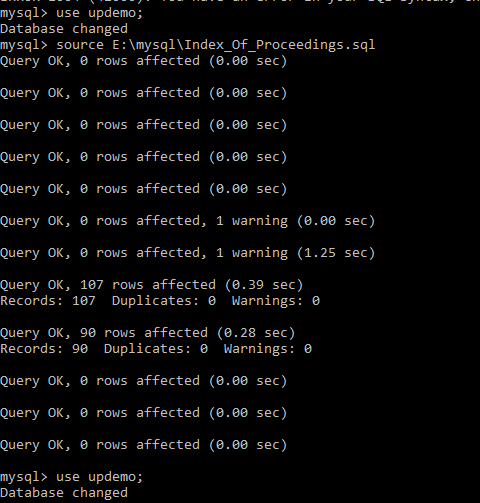 mysql> use updemo;
Database changed
mysql> source E:\mysql\Index_Of_Proceedings.sql
Query OK, 0 rows affected (0.00 sec)
Query OK, 0 rows affected (0.00 sec)
Query OK, 0 rows affected (0.00 sec)
Query OK, 0 rows affected (0.00 sec)
Query OK, 0 rows affected (0.00 sec)
Query OK, 0 rows affected, 1 warning (0.00 sec)
Query OK, 0 rows affected, 1 warning (1.25 sec)
Query OK, 107 rows affected (0.39 sec)
Records: 107  Duplicates: 0  Warnings: 0
Query OK, 90 rows affected (0.28 sec)
Records: 90  Duplicates: 0  Warnings: 0
Query OK, 0 rows affected (0.00 sec)
Query OK, 0 rows affected (0.00 sec)
Query OK, 0 rows affected (0.00 sec)
mysql> use updemo;
Database changed